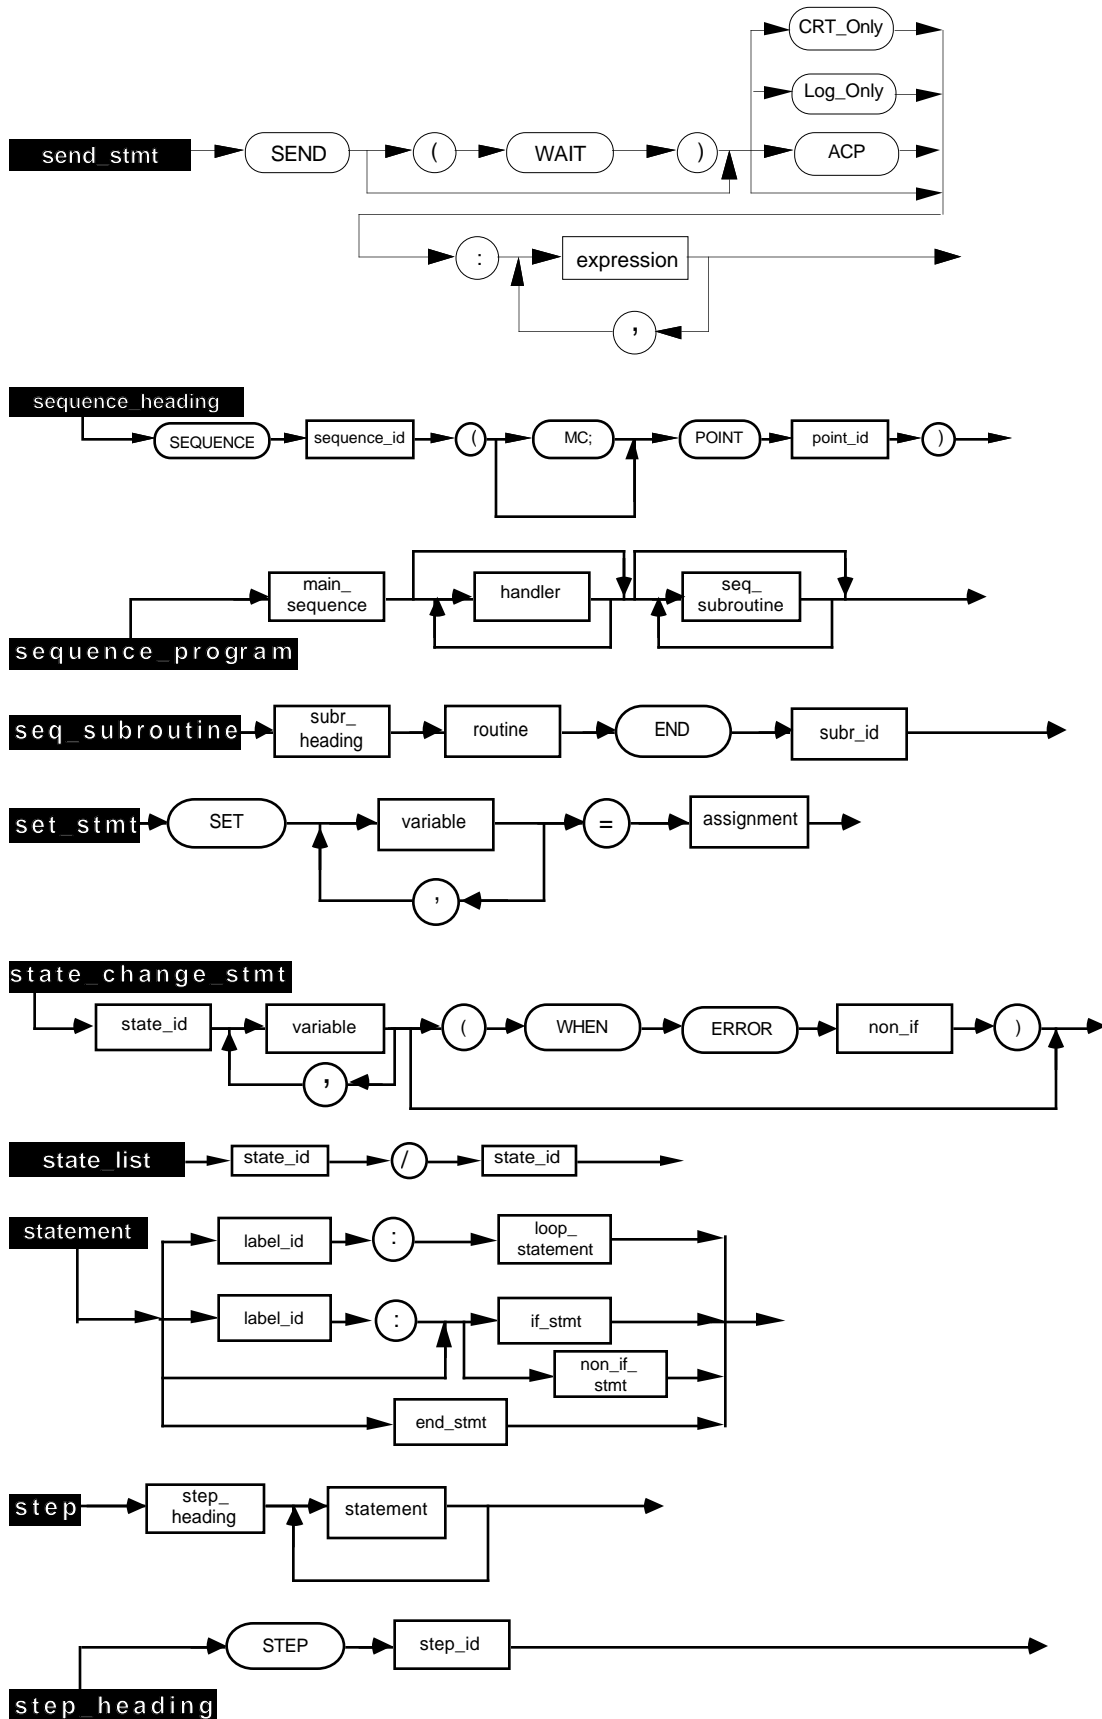 CRT_Only
Log_Only
send_stmt SEND ( WAIT ) ACP
: expression
,
sequence_heading
SEQUENCE sequence_id ( MC; POINT point_id )
main_ sequence handler seq_ subroutine
sequence_program
seq_subroutine subr_ heading routine END subr_id
set_stmt SET variable = assignment
,
state_change_stmt
state_id variable ( WHEN ERROR non_if )
,
state_list state_id / state_id
statement
label_id : loop_ statement
label_id : if_stmt
non_if_ stmt
end_stmt
step step_ heading statement
STEP step_id
step_heading